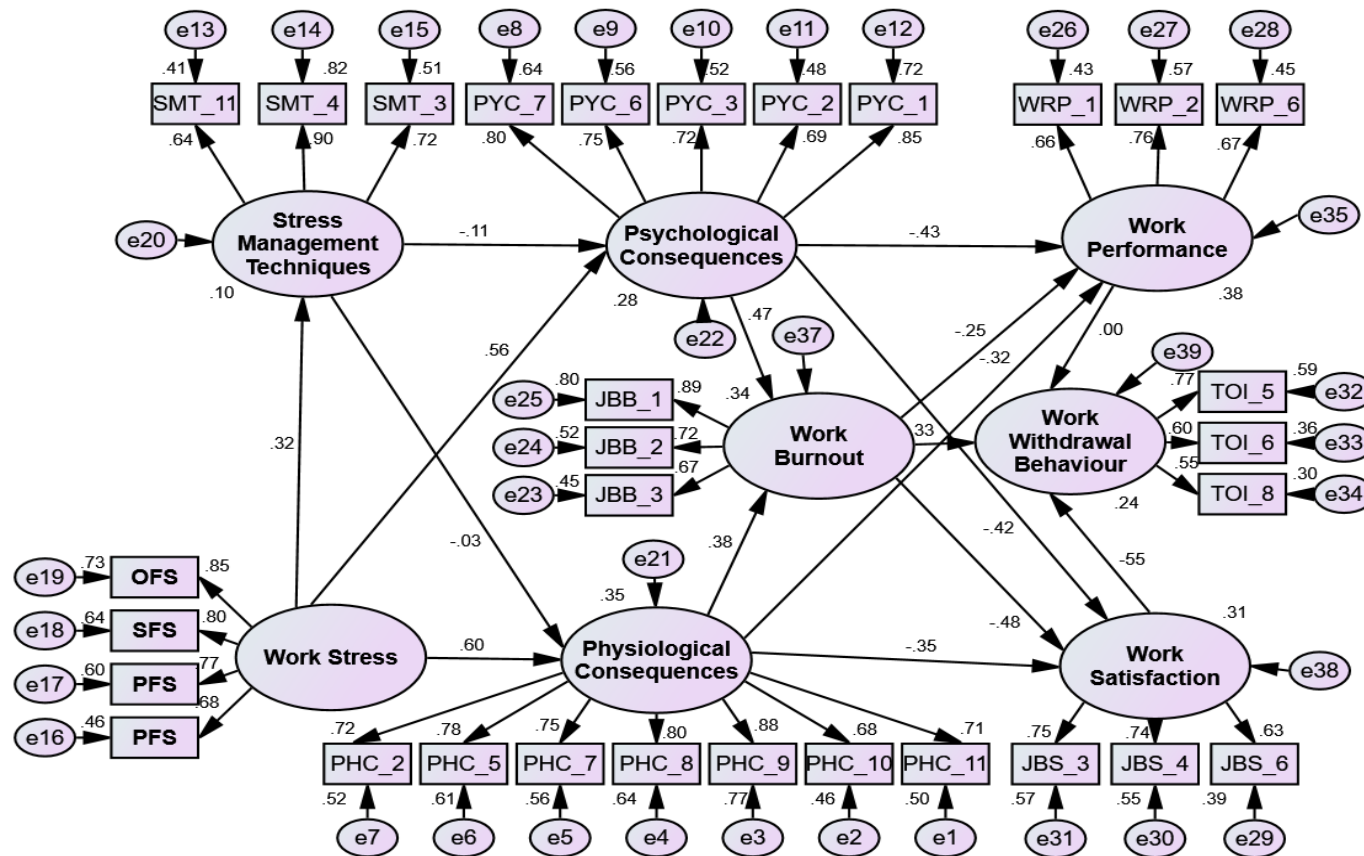 e13 e14 e15 e8 e9 e10 e11 e12 e26 e27 e28
.41 .82 .51 .64 .56 .52 .48 .72 .43 .57 .45
SMT_11 SMT_4 SMT_3 PYC_7 PYC_6 PYC_3 PYC_2 PYC_1 WRP_1 WRP_2 WRP_6
.64 .90 .72 .80 .75 .72 .69 .85 .66 .76 .67
e20
Stress
Management
Techniques
.10
-.11
Psychological
Consequences
.28
e22
-.43
Work
Performance
.38
e35
.56
.47
e37
-.25
-.32
.00
e39
.32
e25 .80 JBB_1 .89
e24 .52 JBB_2 .72
e23 .45 JBB_3 .67
.34
Work
Burnout
.33
Work
Withdrawal
Behaviour
.24
.77 TOI_5 .59 e32
.60 TOI_6 .36 e33
.55 TOI_8 .30 e34
-.03
.38
-.42
-.48
-55
e21
.35
e19 .73 OFS .85
e18 .64 SFS .80
e17 .60 PFS .77
e16 .46 PFS .68
Work Stress
.60
Physiological
Consequences
-.35
Work
Satisfaction
.31
e38
.72 .78 .75 .80 .88 .68 .71 .75 .74 .63
PHC_2 PHC_5 PHC_7 PHC_8 PHC_9 PHC_10 PHC_11 JBS_3 JBS_4 JBS_6
.52 .61 .56 .64 .77 .46 .50 .57 .55 .39
e7 e6 e5 e4 e3 e2 e1 e31 e30 e29